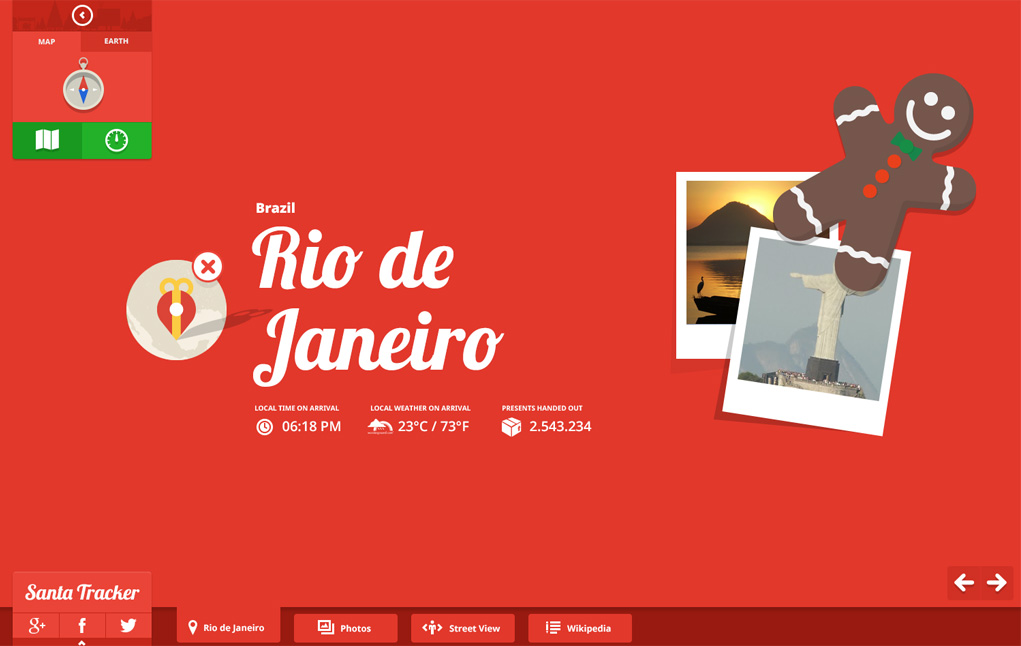 MAP
EARTH
Brazil
Rio de
Janeiro
LOCAL TIME ON ARRIVAL
06:18 PM
LOCAL WEATHER ON ARRIVAL
23°C / 73°F
PRESENTS HANDED OUT
2.543.234
Santa Tracker
g+
f
Rio de Janeiro
Photos
Street View
Wikipedia